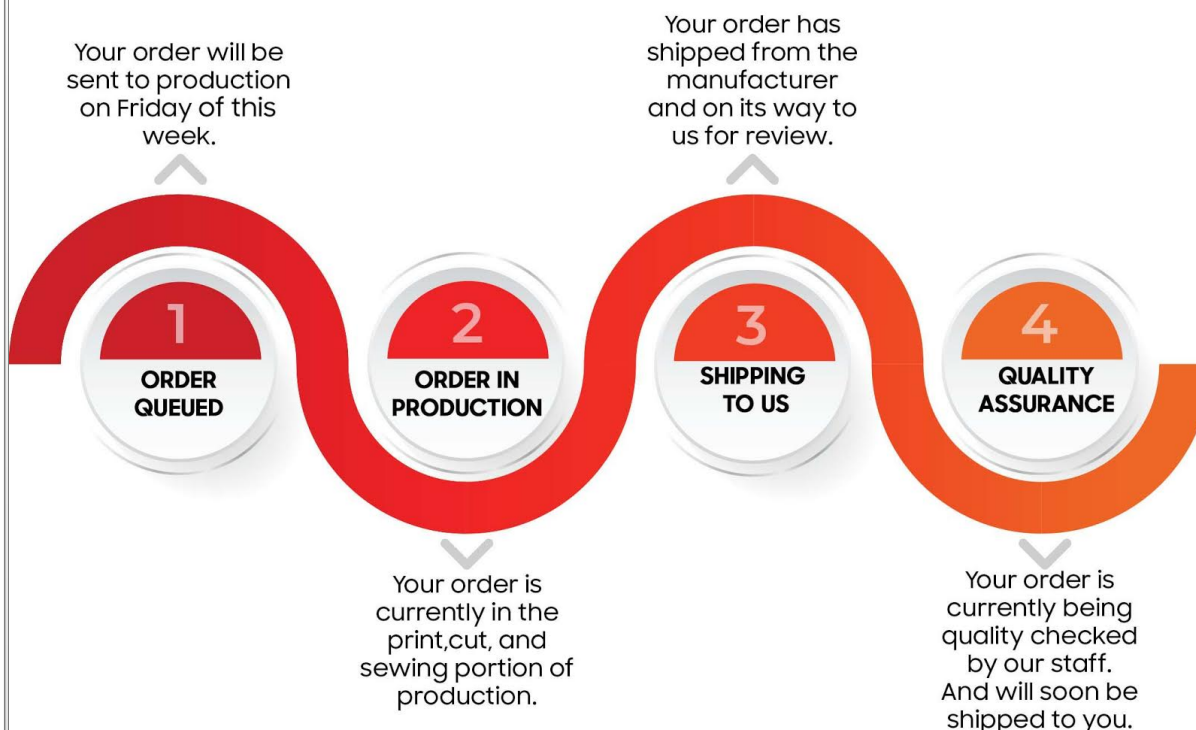 Your order will be
sent to production
on Friday of this
week.
1
ORDER
QUEUED
2
ORDER IN
PRODUCTION
Your order is
currently in the
print,cut, and
sewing portion of
production.
Your order has
shipped from the
manufacturer
and on its way to
us for review.
3
SHIPPING
TO US
4
QUALITY
ASSURANCE
Your order is
currently being
quality checked
by our staff.
And will soon be
shipped to you.